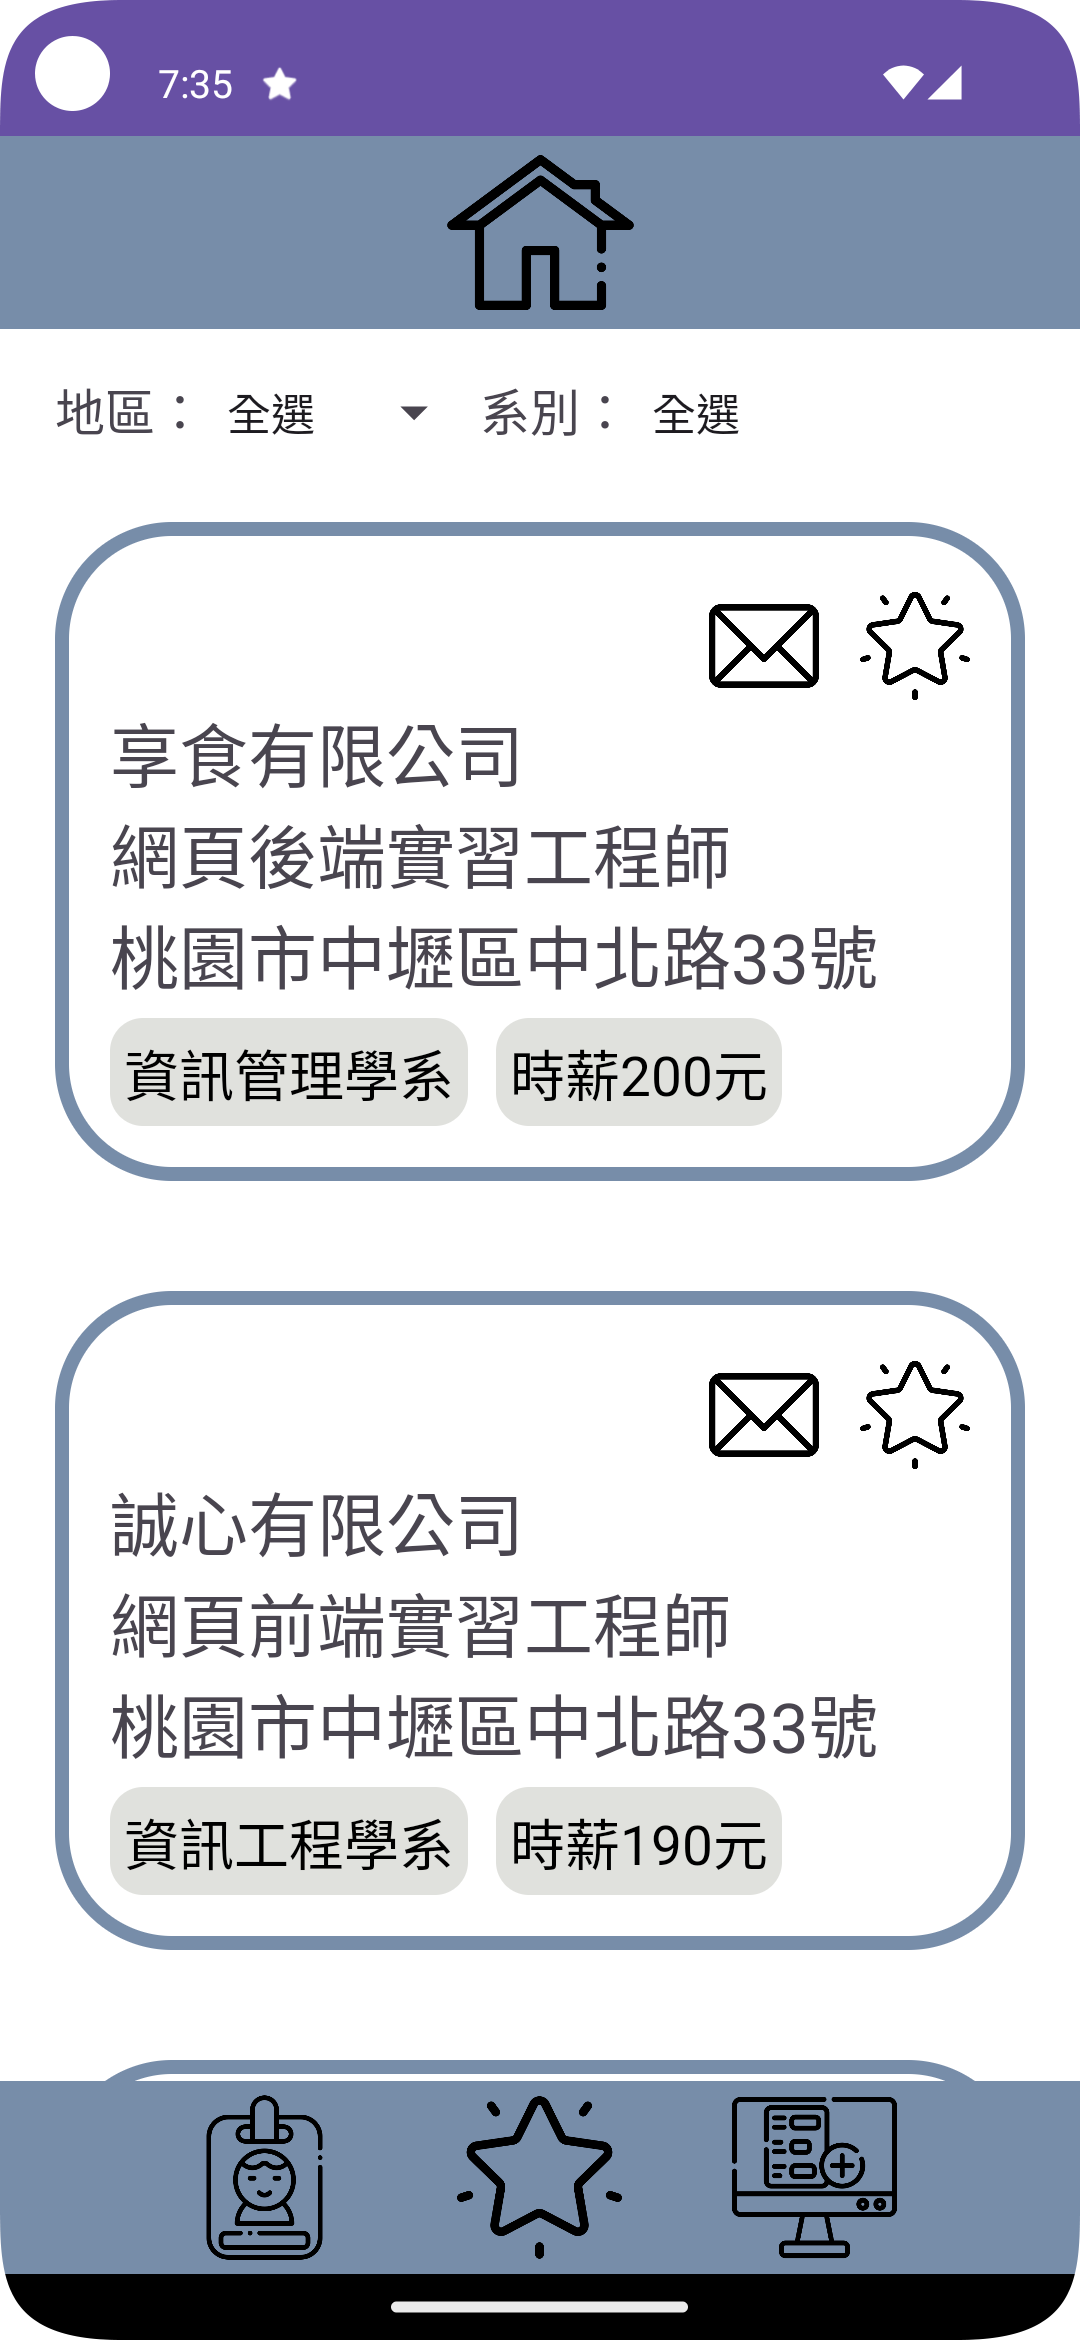 7:35
地區： 全選 系別： 全選
享食有限公司
網頁後端實習工程師
桃園市中壢區中北路33號
資訊管理學系 時薪200元
誠心有限公司
網頁前端實習工程師
桃園市中壢區中北路33號
資訊工程學系 時薪190元